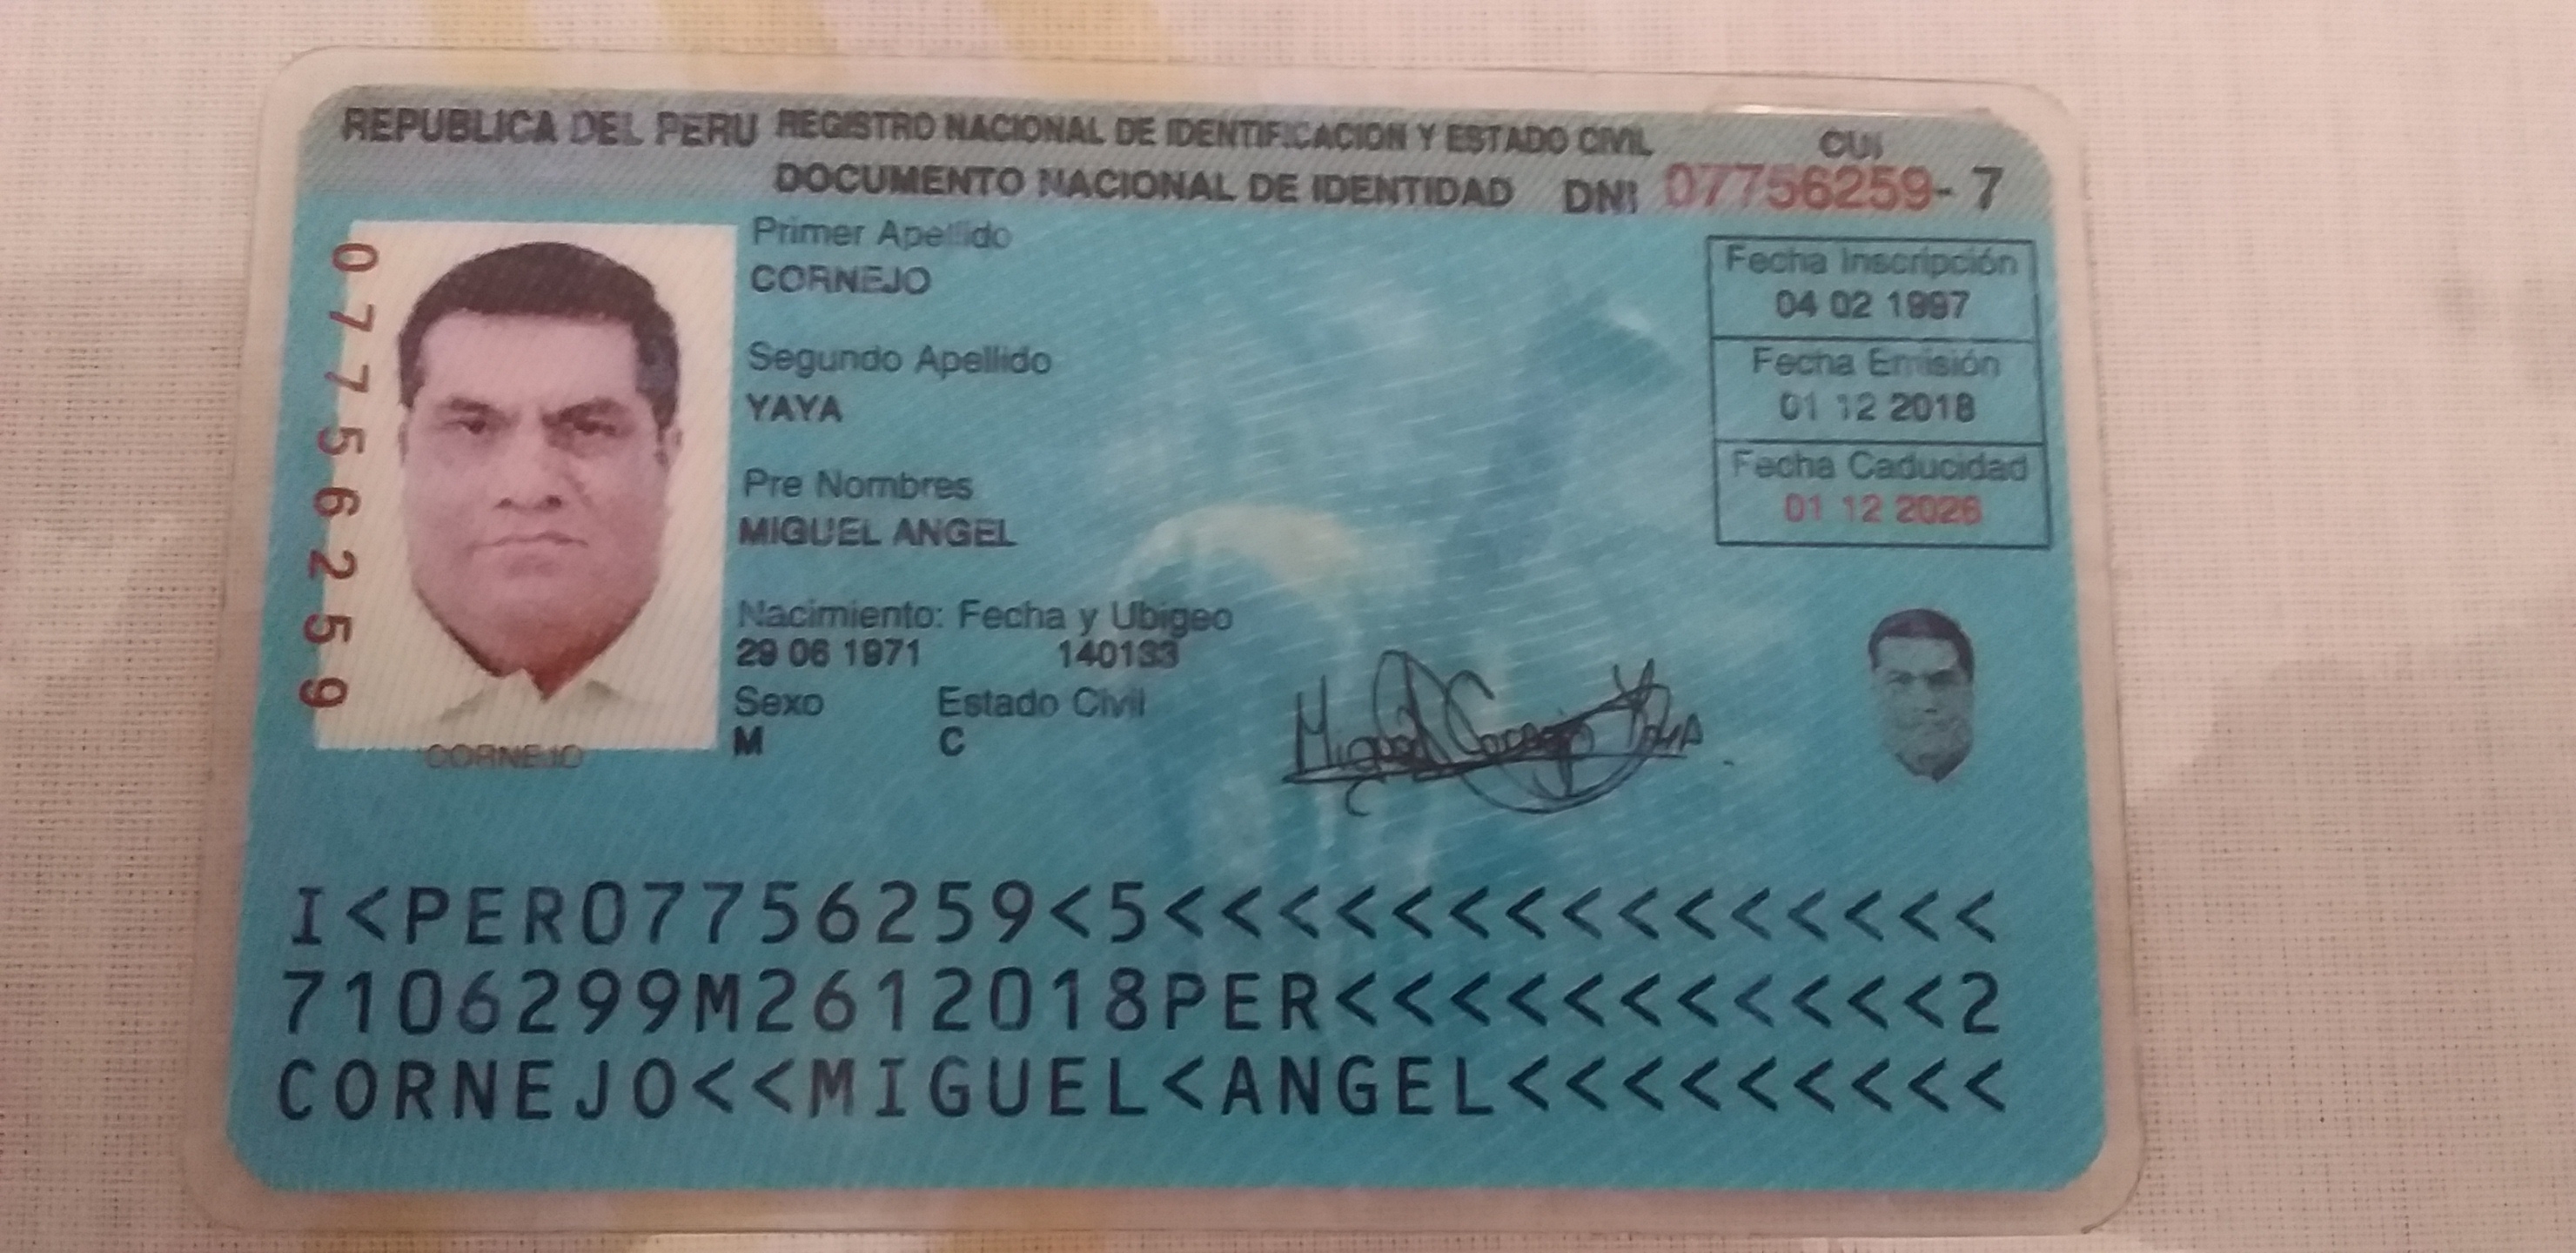 REPUBLICA DEL PERU REGISTRO NACIONAL DE IDENTIFICACION Y ESTADO CIVIL
CUI
DOCUMENTO NACIONAL DE IDENTIDAD DNI 07756259- 7
07756259
Primer Apellido
CORNEJO
Segundo Apellido
YAYA
Pre Nombres
MIGUEL ANGEL
Nacimiento: Fecha y Ubigeo
29 06 1971 140133
Sexo Estado Civil
M C
Fecha Inscripción
04 02 1997
Fecha Emisión
01 12 2018
Fecha Caducidad
01 12 2026
CORNEJO
Miguel Cornejo Yaya
I<PER07756259<5<<<<<<<<<<<<<<<
7106299M2612018PER<<<<<<<<<<<2
CORNEJO<<MIGUEL<ANGEL<<<<<<<<<